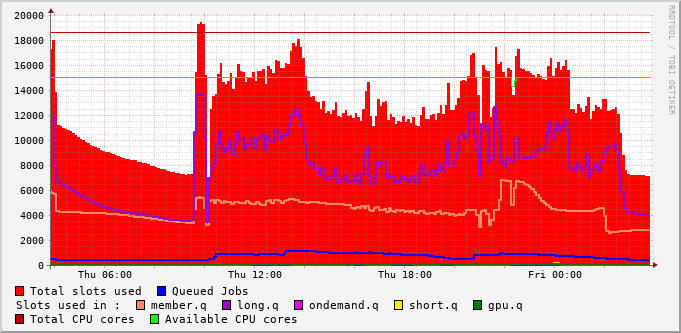 20000
18000
16000
14000
12000
10000
8000
6000
4000
2000
0
Thu 06:00 Thu 12:00 Thu 18:00 Fri 00:00
RRDTOOL / TOBI OETIKER
Total slots used Queued Jobs
Slots used in : member.q long.q ondemand.q short.q gpu.q
Total CPU cores Available CPU cores